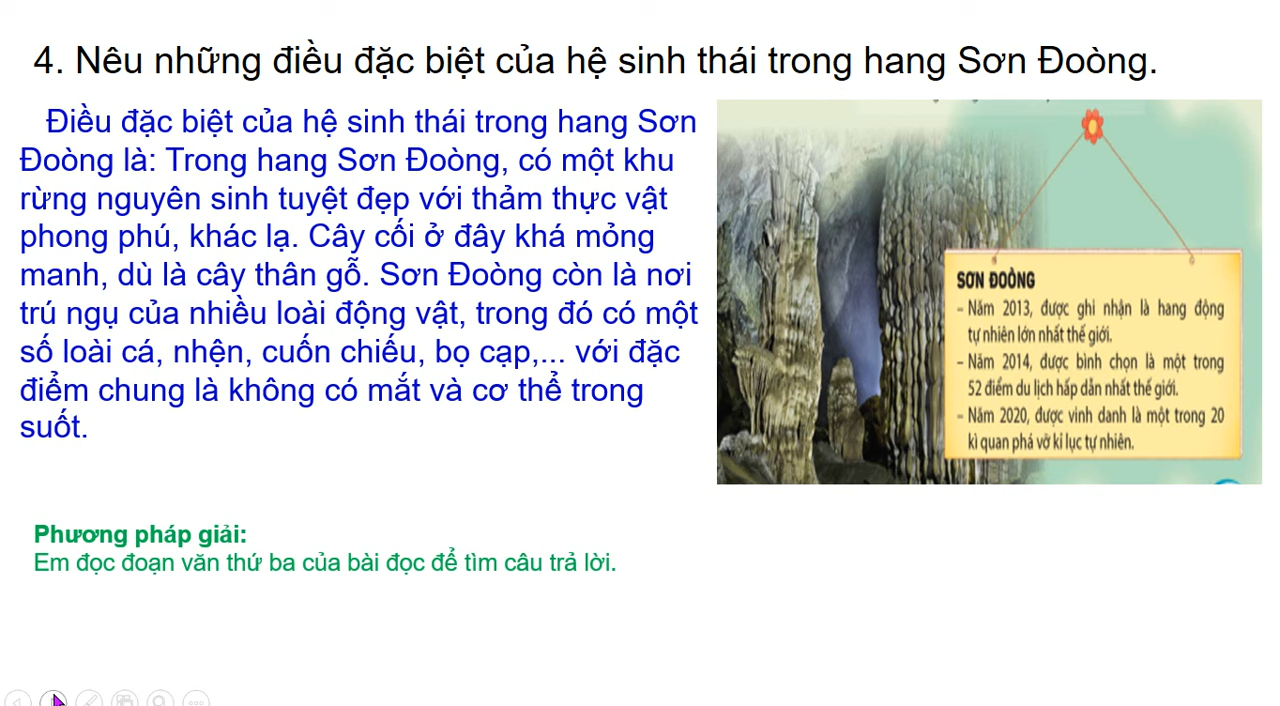 4. Nêu những điều đặc biệt của hệ sinh thái trong hang Sơn Đoòng.
Điều đặc biệt của hệ sinh thái trong hang Sơn
Đoòng là: Trong hang Sơn Đoòng, có một khu
rừng nguyên sinh tuyệt đẹp với thảm thực vật
phong phú, khác lạ. Cây cối ở đây khá mỏng
manh, dù là cây thân gỗ. Sơn Đoòng còn là nơi
trú ngụ của nhiều loài động vật, trong đó có một
số loài cá, nhện, cuốn chiếu, bọ cạp,... với đặc
điểm chung là không có mắt và cơ thể trong
suốt.
SƠN ĐOÒNG
– Năm 2013, được ghi nhận là hang động
tự nhiên lớn nhất thế giới.
– Năm 2014, được bình chọn là một trong
52 điểm du lịch hấp dẫn nhất thế giới.
– Năm 2020, được vinh danh là một trong 20
kì quan phá vỡ kỉ lục tự nhiên.
Phương pháp giải:
Em đọc đoạn văn thứ ba của bài đọc để tìm câu trả lời.